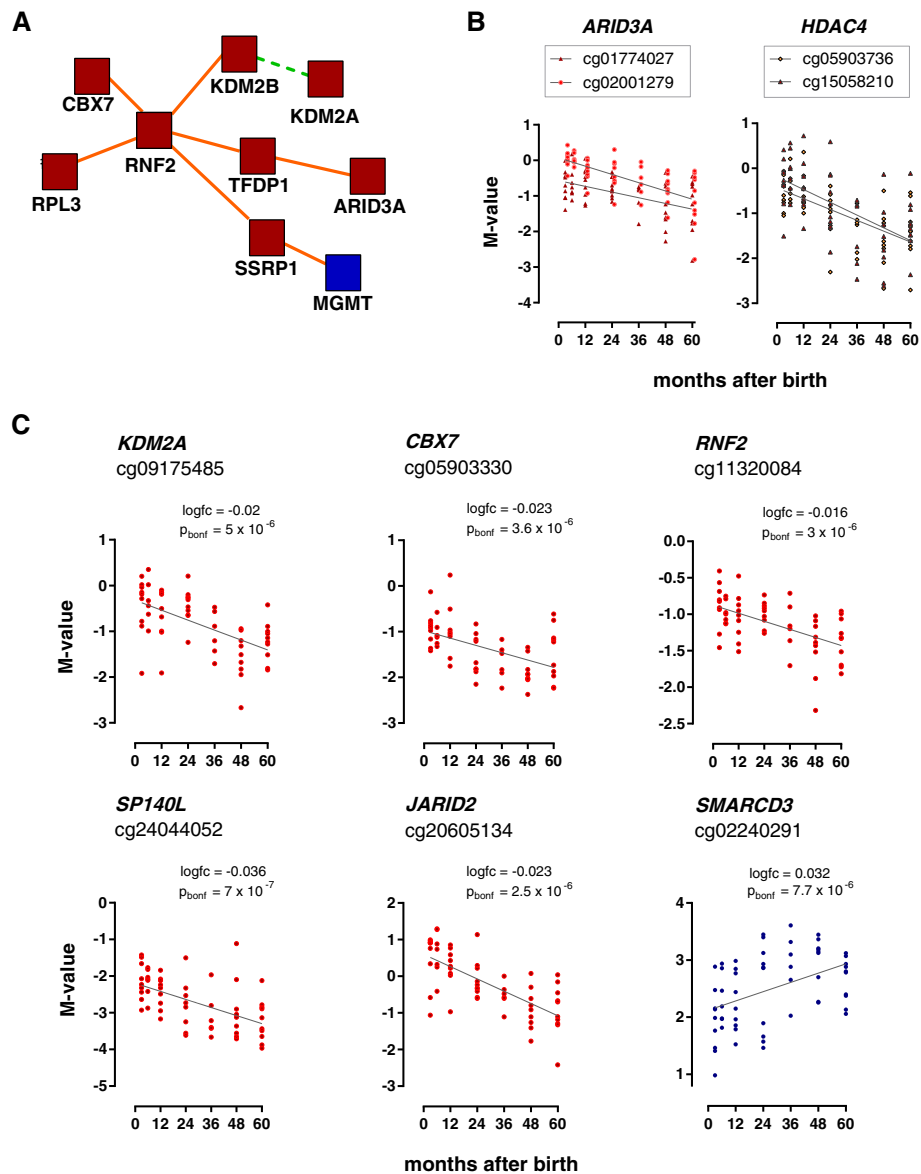 A
CBX7
KDM2B
KDM2A
RNF2
RPL3
TFDP1
ARID3A
SSRP1
MGMT
B
ARID3A
cg01774027
cg02001279
HDAC4
cg05903736
cg15058210
M-value
1
0
-1
-2
-3
-4
0 12 24 36 48 60
1
0
-1
-2
-3
0 12 24 36 48 60
months after birth
C
KDM2A
cg09175485
logfc = -0.02
pbonf = 5 x 10-6
M-value
1
0
-1
-2
-3
0 12 24 36 48 60
CBX7
cg05903330
logfc = -0.023
pbonf = 3.6 x 10-6
1
0
-1
-2
-3
0 12 24 36 48 60
RNF2
cg11320084
logfc = -0.016
pbonf = 3 x 10-6
0.0
-0.5
-1.0
-1.5
-2.0
-2.5
0 12 24 36 48 60
SP140L
cg24044052
logfc = -0.036
pbonf = 7 x 10-7
M-value
0
-1
-2
-3
-4
-5
0 12 24 36 48 60
JARID2
cg20605134
logfc = -0.023
pbonf = 2.5 x 10-6
2
1
0
-1
-2
-3
0 12 24 36 48 60
SMARCD3
cg02240291
logfc = 0.032
pbonf = 7.7 x 10-6
4
3
2
1
0 12 24 36 48 60
months after birth